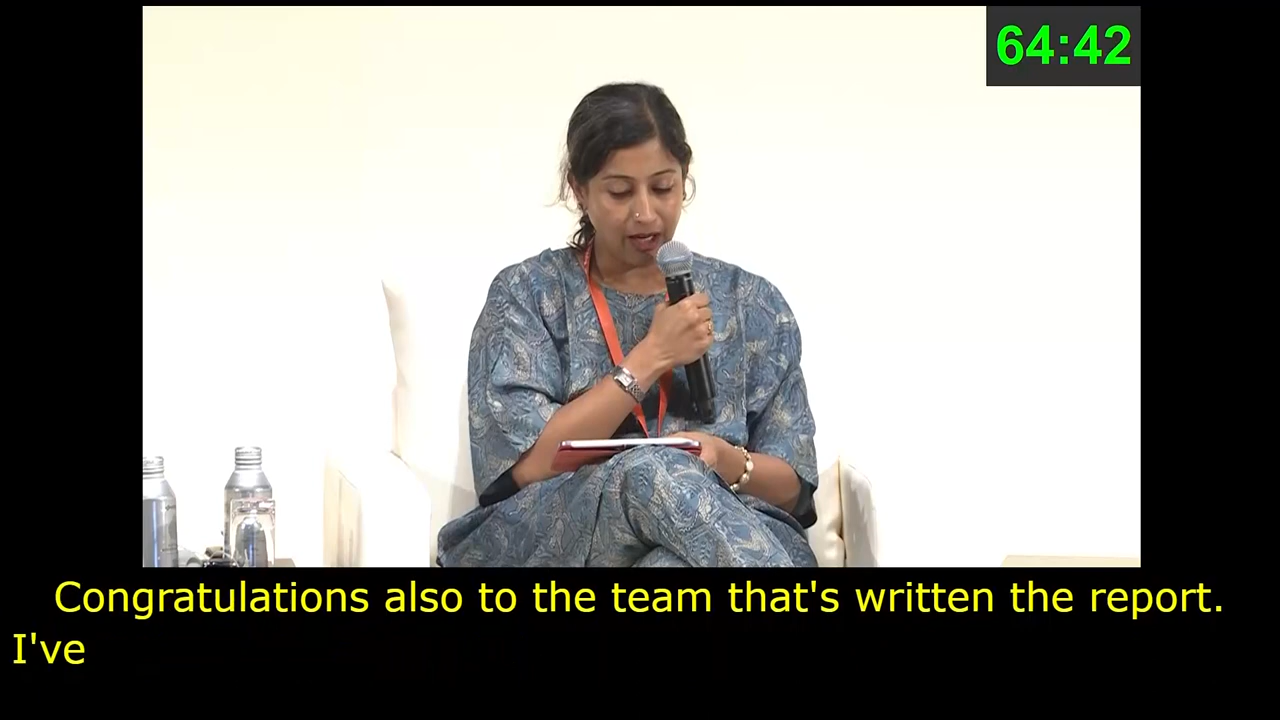 64:42
Congratulations also to the team that's written the report.
I've